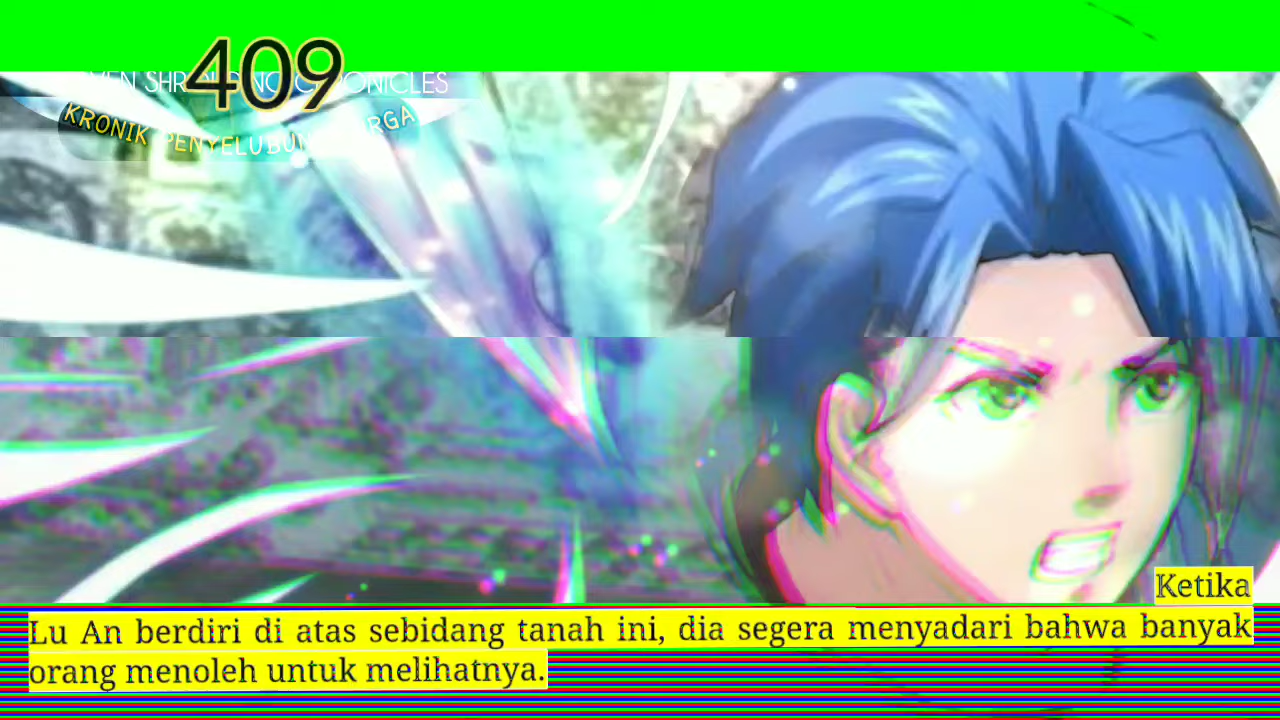 409
CHRONICLES
KRONIK
Ketika
Lu An berdiri di atas sebidang tanah ini, dia segera menyadari bahwa banyak
orang menoleh untuk melihatnya.